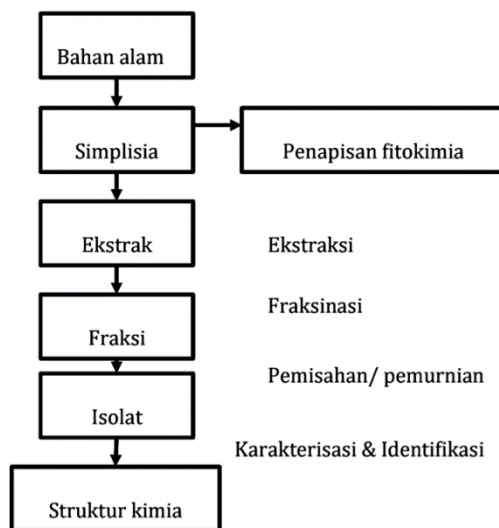 Bahan alam
Simplisia
Penapisan fitokimia
Ekstrak
Ekstraksi
Fraksinasi
Fraksi
Pemisahan/ pemurnian
Isolat
Karakterisasi & Identifikasi
Struktur kimia